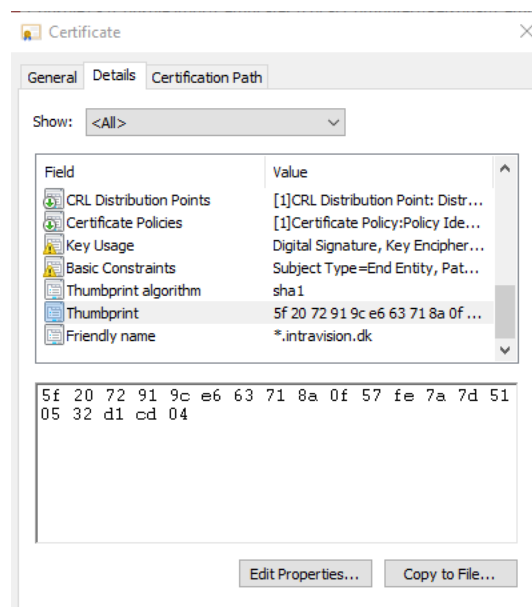 Certificate
General Details Certification Path
Show: <All>
Field Value
CRL Distribution Points [1]CRL Distribution Point: Distr...
Certificate Policies [1]Certificate Policy:Policy Ide...
Key Usage Digital Signature, Key Encipher...
Basic Constraints Subject Type=End Entity, Pat...
Thumbprint algorithm sha1
Thumbprint 5f 20 72 91 9c e6 63 71 8a 0f ...
Friendly name *.intravision.dk
5f 20 72 91 9c e6 63 71 8a 0f 57 fe 7a 7d 51
05 32 d1 cd 04
Edit Properties... Copy to File...